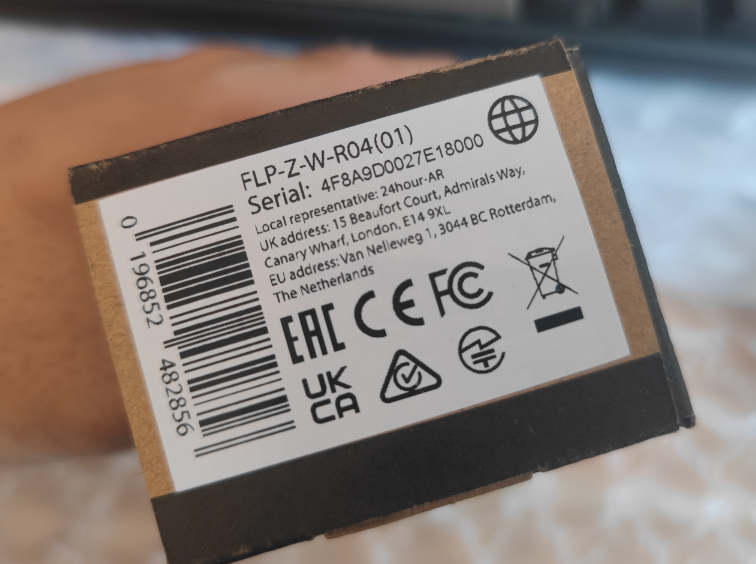 FLP-Z-W-R04(01)
Serial: 4F8A9D0027E18000
Local representative: 24hour-AR
UK address: 15 Beaufort Court, Admirals Way,
Canary Wharf, London, E14 9XL
EU address: Van Nelleweg 1, 3044 BC Rotterdam,
The Netherlands
EAC CE FC
UK
CA
0 196852 482856